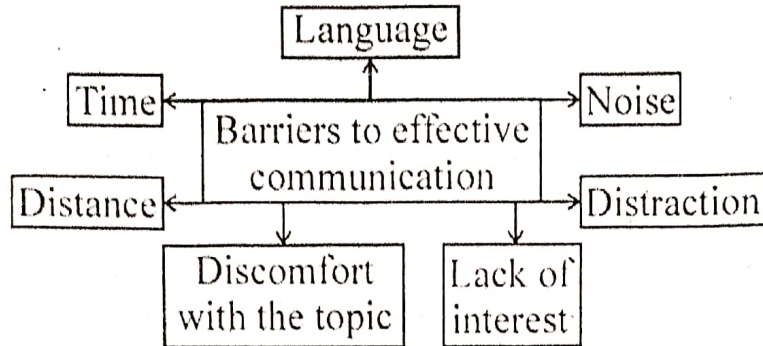 Language
Time
Noise
Barriers to effective
communication
Distance
Distraction
Discomfort
with the topic
Lack of
interest